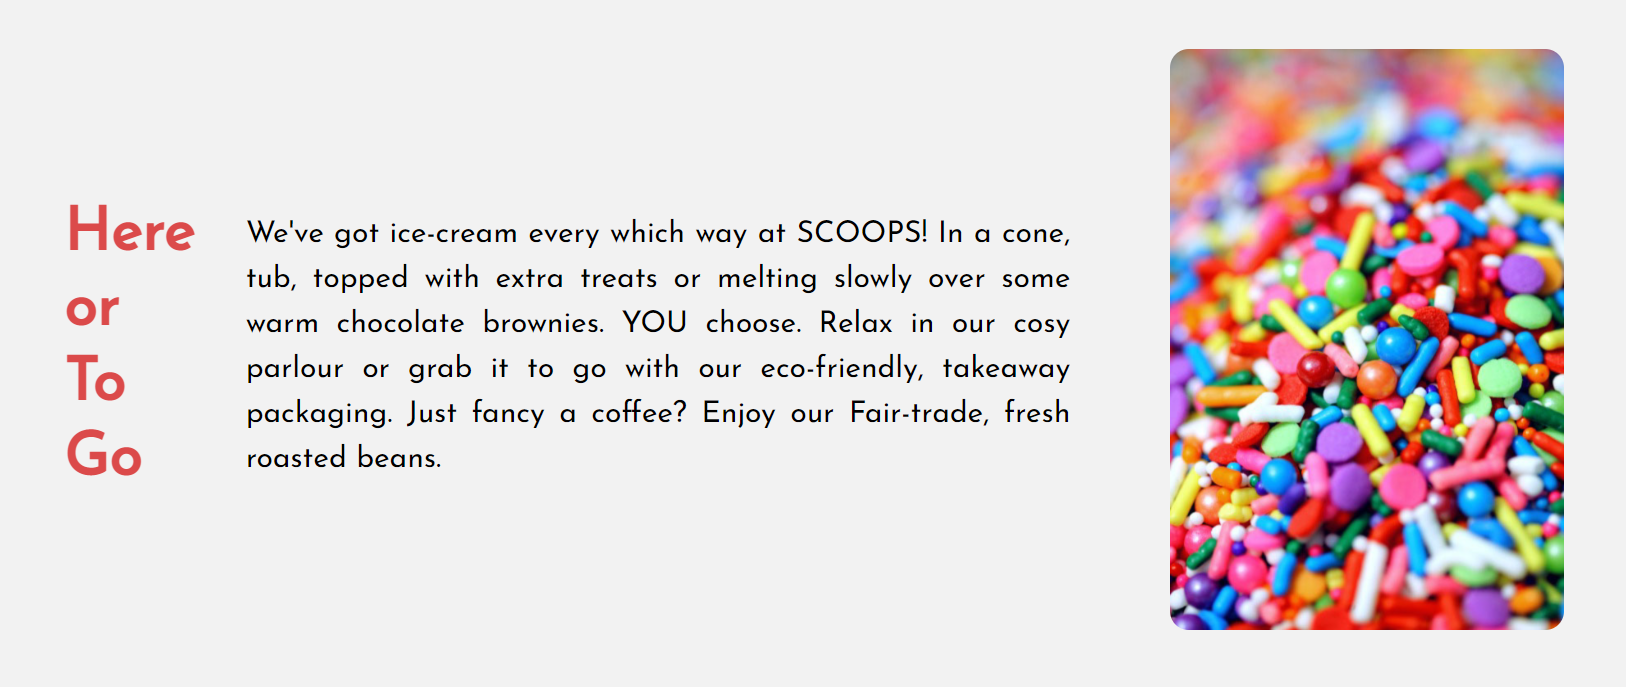 Here
or
To
Go
We've got ice-cream every which way at SCOOPS! In a cone,
tub, topped with extra treats or melting slowly over some
warm chocolate brownies. YOU choose. Relax in our cosy
parlour or grab it to go with our eco-friendly, takeaway
packaging. Just fancy a coffee? Enjoy our Fair-trade, fresh
roasted beans.